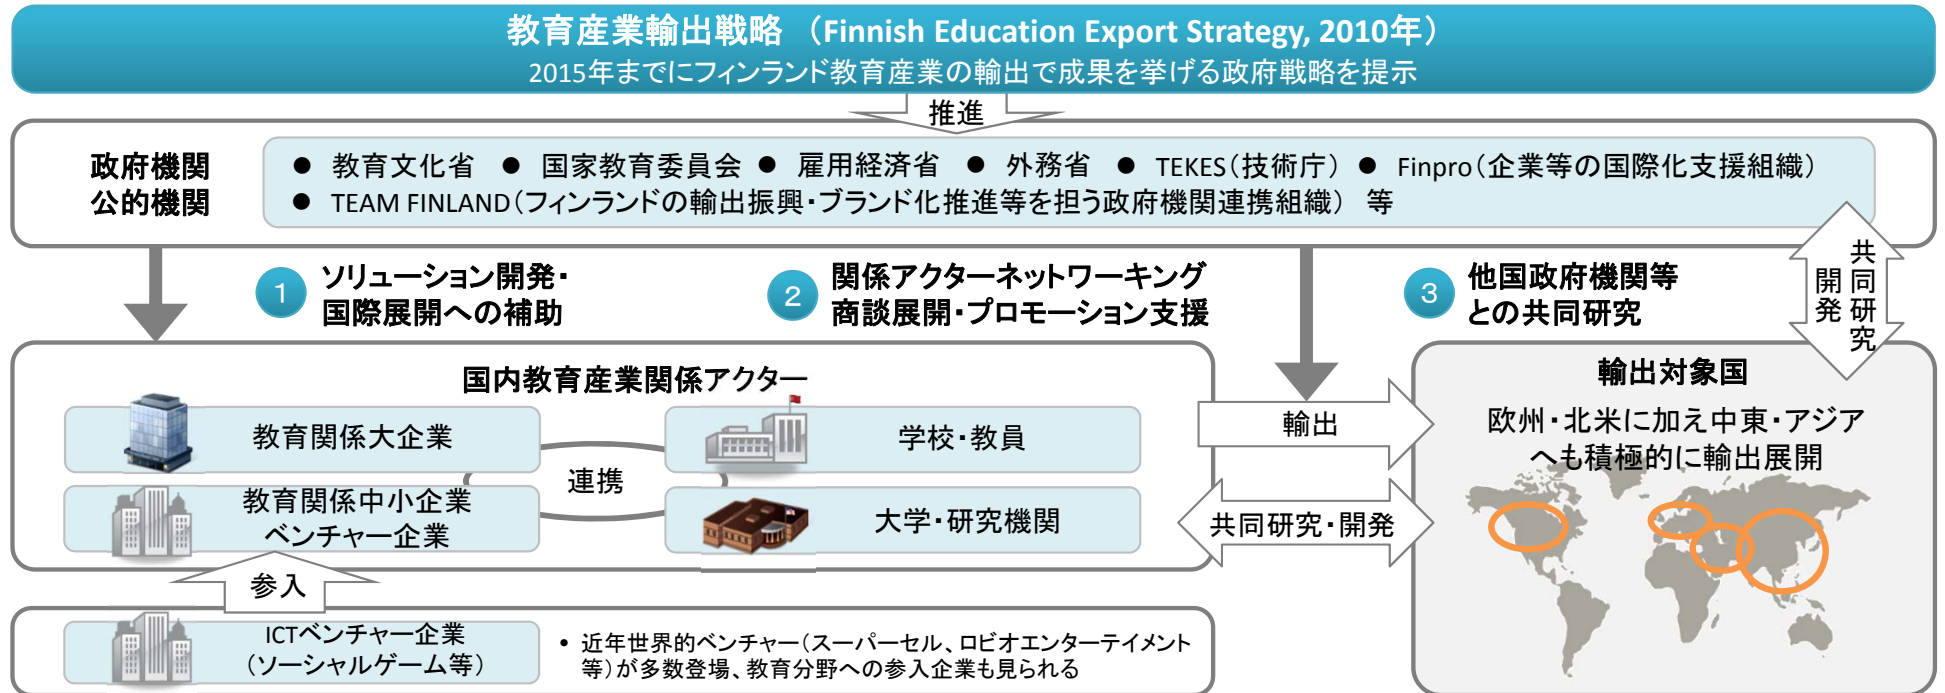 教育産業輸出戦略 （Finnish Education Export Strategy, 2010年）
2015年までにフィンランド教育産業の輸出で成果を挙げる政府戦略を提示
推進
政府機関
公的機関
● 教育文化省 ● 国家教育委員会 ● 雇用経済省 ● 外務省 ● TEKES（技術庁） ● Finpro（企業等の国際化支援組織）
● TEAM FINLAND（フィンランドの輸出振興・ブランド化推進等を担う政府機関連携組織） 等
1
ソリューション開発・
国際展開への補助
2
関係アクターネットワーキング
商談展開・プロモーション支援
3
他国政府機関等
との共同研究
共同研究
開発
国内教育産業関係アクター
教育関係大企業
学校・教員
連携
教育関係中小企業
ベンチャー企業
大学・研究機関
輸出
共同研究・開発
輸出対象国
欧州・北米に加え中東・アジア
へも積極的に輸出展開
参入
ICTベンチャー企業
（ソーシャルゲーム等）
• 近年世界的ベンチャー（スーパーセル、ロビオエンターテイメント
等）が多数登場、教育分野への参入企業も見られる